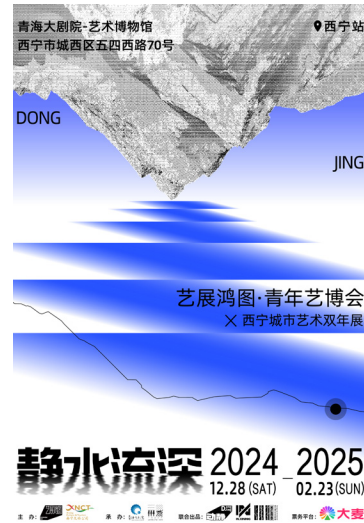 青海大剧院-艺术博物馆
西宁市城西区五四西路70号
西宁站
DONG
JING
艺展鸿图·青年艺博会
× 西宁城市艺术双年展
静水流深
2024_2025
12.28 (SAT) 02.23 (SUN)
主 办:
承 办:
联合出品:
票务平台: 大麦